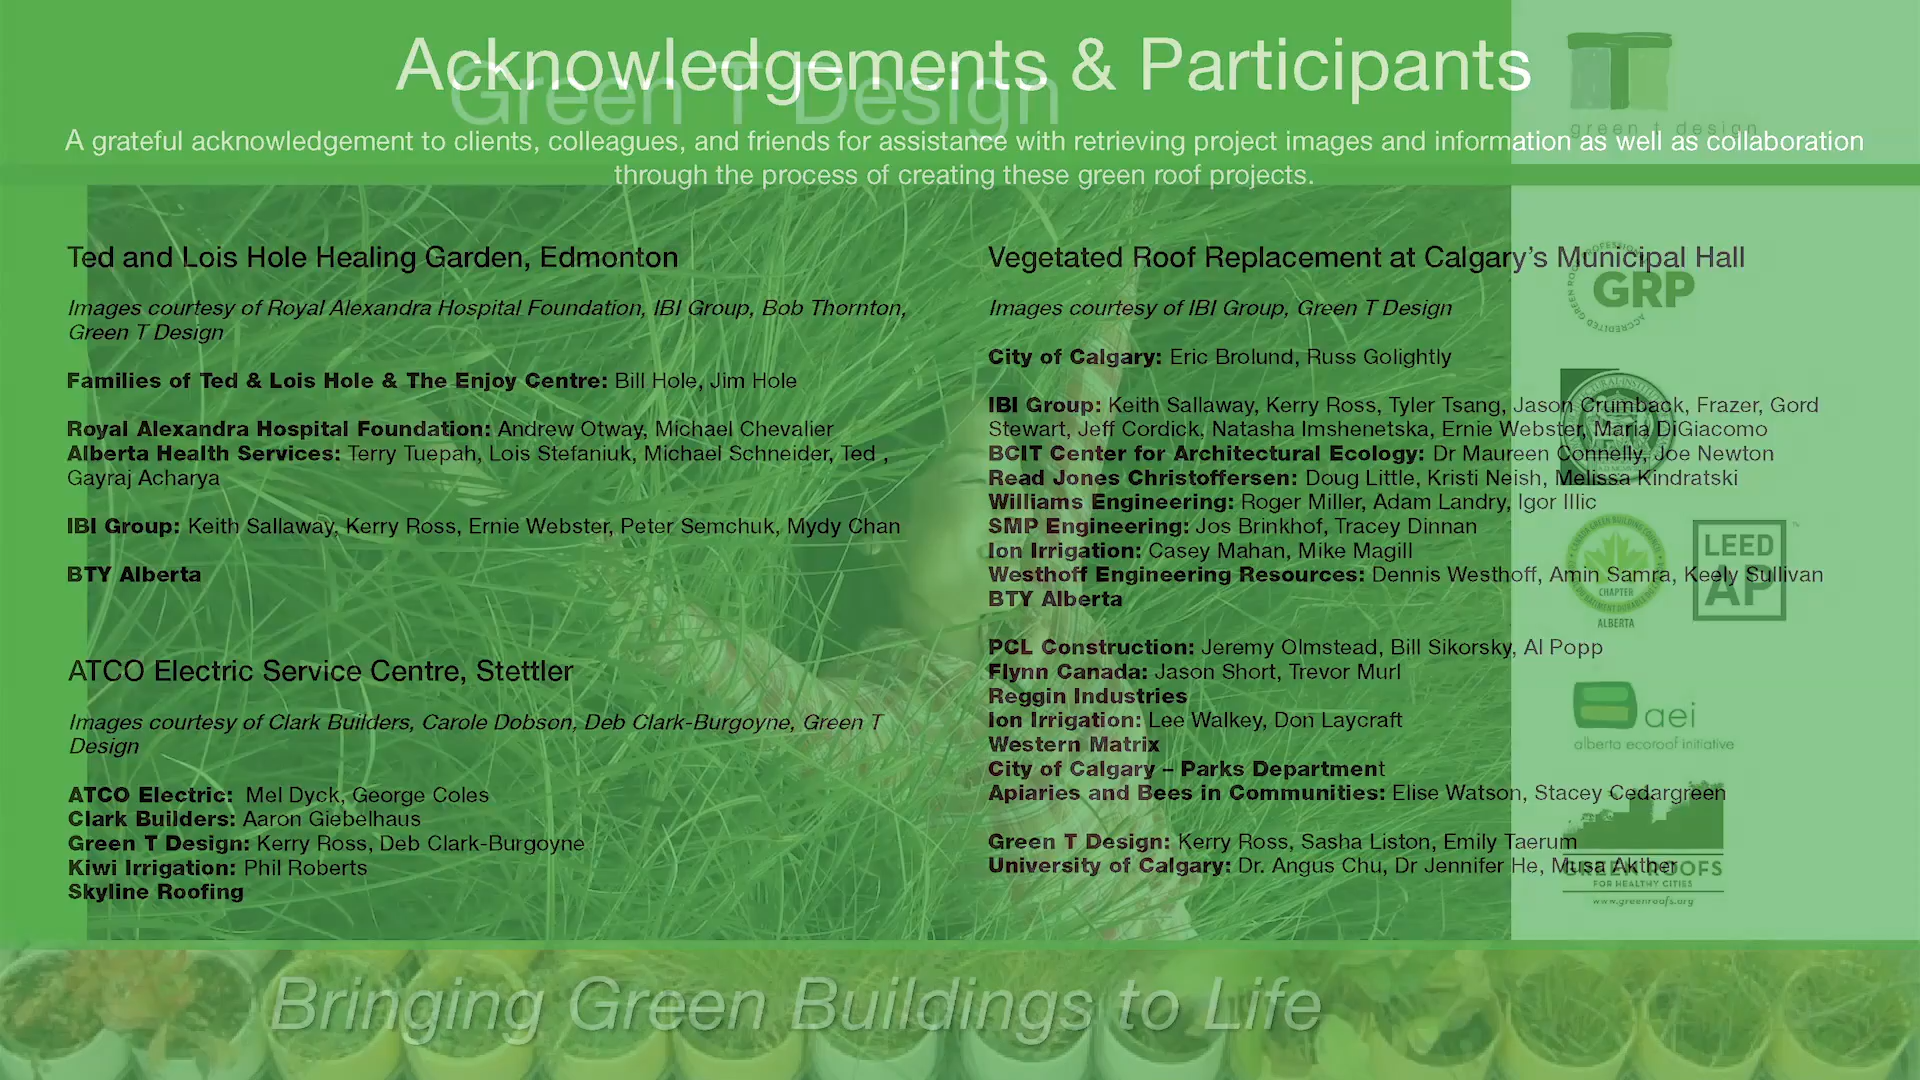 Acknowledgements & Participants
Green T Design
green t design
A grateful acknowledgement to clients, colleagues, and friends for assistance with retrieving project images and information as well as collaboration
through the process of creating these green roof projects.
Ted and Lois Hole Healing Garden, Edmonton
Images courtesy of Royal Alexandra Hospital Foundation, IBI Group, Bob Thornton,
Green T Design
Families of Ted & Lois Hole & The Enjoy Centre: Bill Hole, Jim Hole
Royal Alexandra Hospital Foundation: Andrew Otway, Michael Chevalier
Alberta Health Services: Terry Tuepah, Lois Stefaniuk, Michael Schneider, Ted ,
Gayraj Acharya
IBI Group: Keith Sallaway, Kerry Ross, Ernie Webster, Peter Semchuk, Mydy Chan
BTY Alberta
ATCO Electric Service Centre, Stettler
Images courtesy of Clark Builders, Carole Dobson, Deb Clark-Burgoyne, Green T
Design
ATCO Electric: Mel Dyck, George Coles
Clark Builders: Aaron Giebelhaus
Green T Design: Kerry Ross, Deb Clark-Burgoyne
Kiwi Irrigation: Phil Roberts
Skyline Roofing
Vegetated Roof Replacement at Calgary's Municipal Hall
Images courtesy of IBI Group, Green T Design
City of Calgary: Eric Brolund, Russ Golightly
IBI Group: Keith Sallaway, Kerry Ross, Tyler Tsang, Jason Crumback, Frazer, Gord
Stewart, Jeff Cordick, Natasha Imshenetska, Ernie Webster, Maria DiGiacomo
BCIT Center for Architectural Ecology: Dr Maureen Connelly, Joe Newton
Read Jones Christoffersen: Doug Little, Kristi Neish, Melissa Kindratski
Williams Engineering: Roger Miller, Adam Landry, Igor Illic
SMP Engineering: Jos Brinkhof, Tracey Dinnan
Ion Irrigation: Casey Mahan, Mike Magill
Westhoff Engineering Resources: Dennis Westhoff, Amin Samra, Keely Sullivan
BTY Alberta
PCL Construction: Jeremy Olmstead, Bill Sikorsky, Al Popp
Flynn Canada: Jason Short, Trevor Murl
Reggin Industries
Ion Irrigation: Lee Walkey, Don Laycraft
Western Matrix
City of Calgary – Parks Department
Apiaries and Bees in Communities: Elise Watson, Stacey Cedargreen
Green T Design: Kerry Ross, Sasha Liston, Emily Taerum
University of Calgary: Dr. Angus Chu, Dr Jennifer He, Musa Akther
GRP
ACCREDITED GREEN ROOF PROFESSIONAL
CHAPTER
ALBERTA
LEED
AP
aei
alberta ecoroof initiative
GREEN ROOFS
FOR HEALTHY CITIES
www.greenroofs.org
Bringing Green Buildings to Life